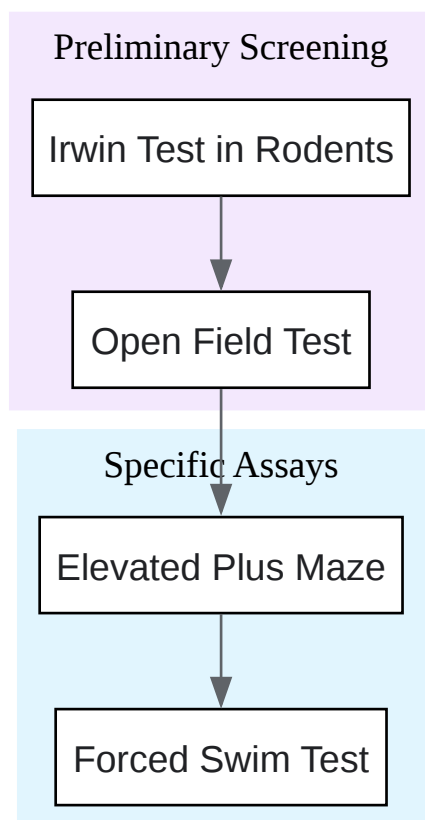 Preliminary Screening
Irwin Test in Rodents
Open Field Test
Specific Assays
Elevated Plus Maze
Forced Swim Test